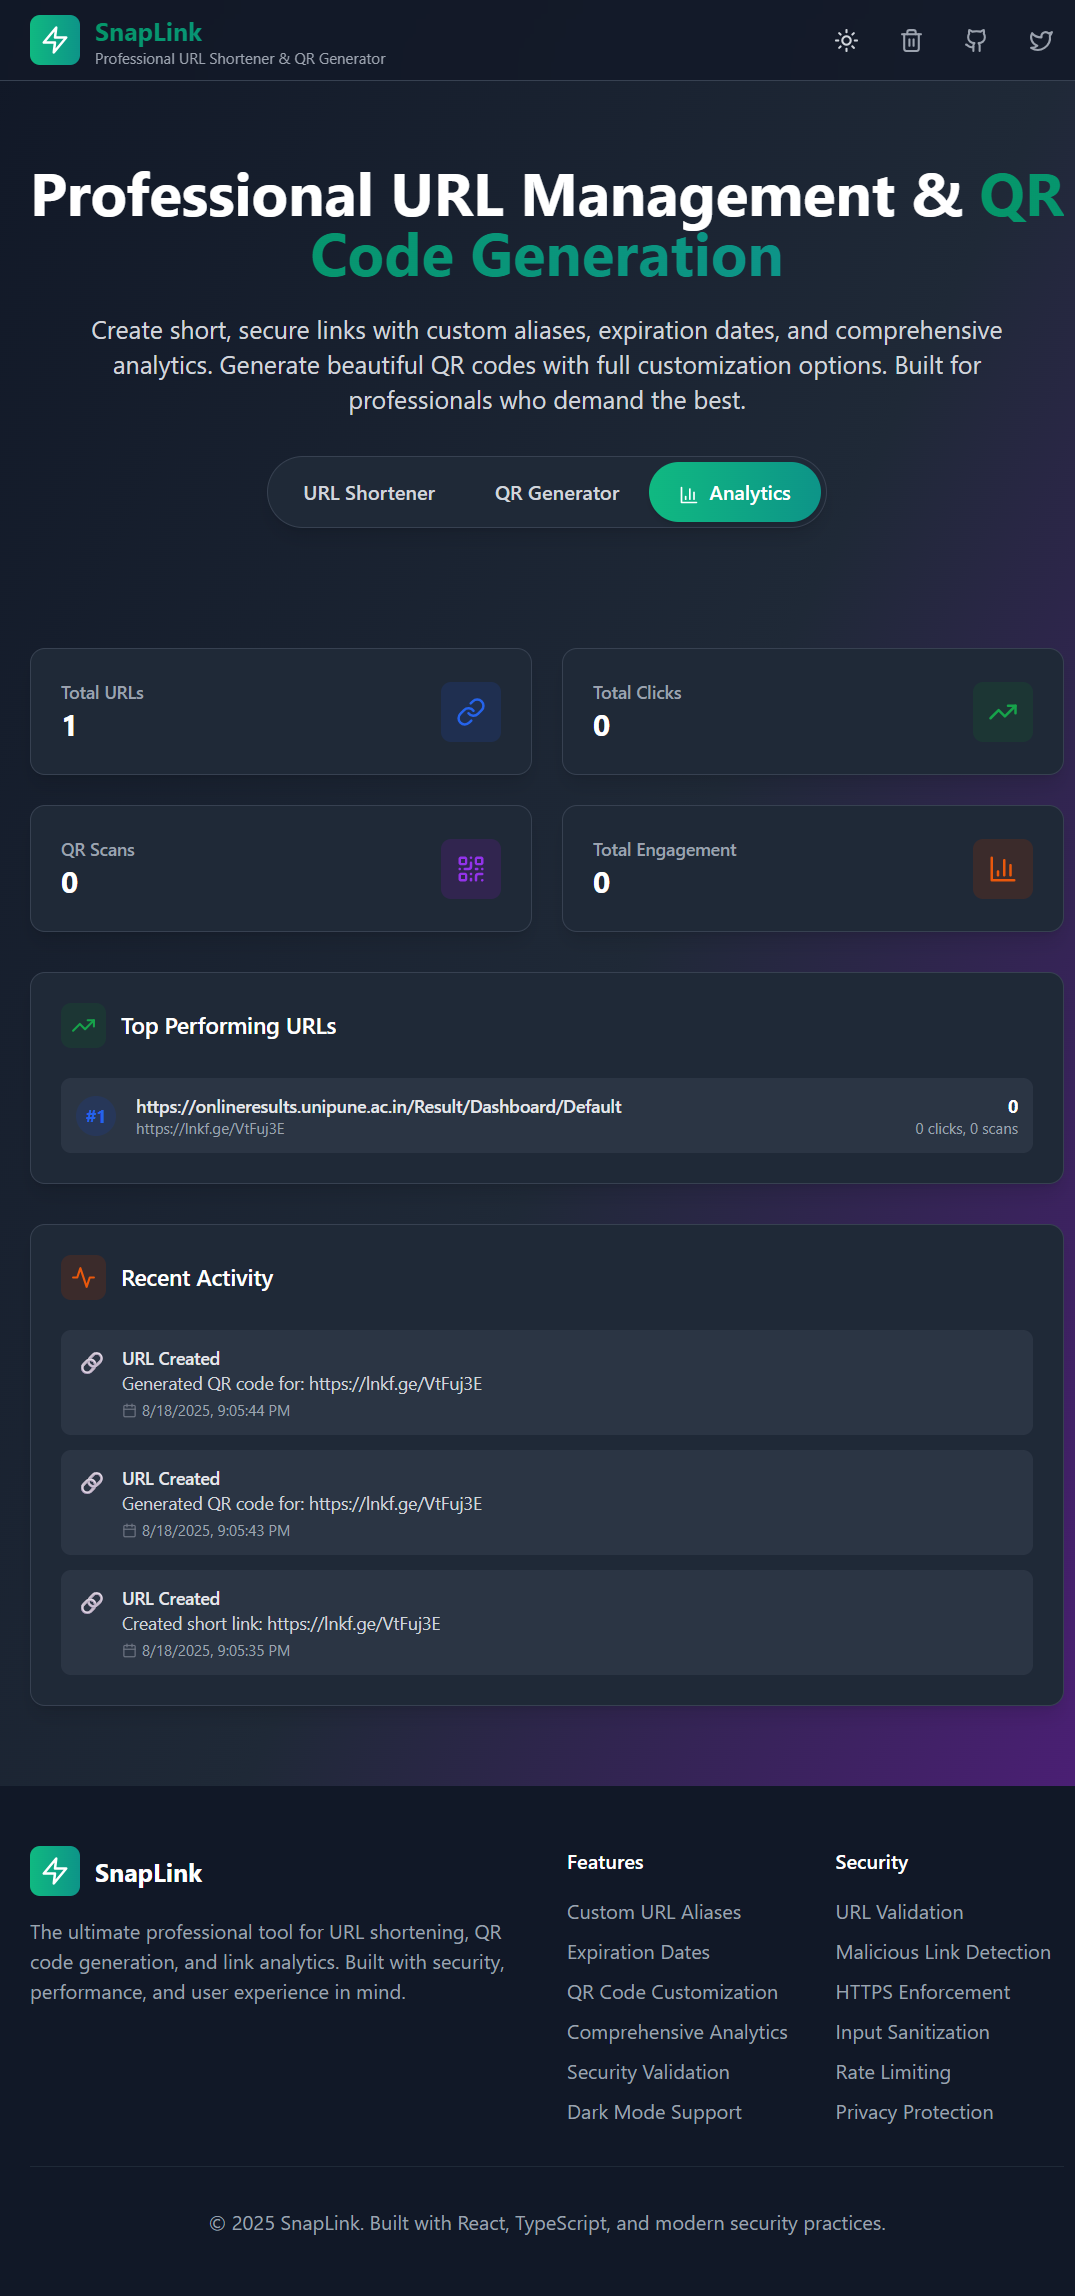 SnapLink
Professional URL Shortener & QR Generator
Professional URL Management & QR
Code Generation
Create short, secure links with custom aliases, expiration dates, and comprehensive
analytics. Generate beautiful QR codes with full customization options. Built for
professionals who demand the best.
URL Shortener
QR Generator
Analytics
Total URLs
1
Total Clicks
0
QR Scans
0
Total Engagement
0
Top Performing URLs
#1
https://onlineresults.unipune.ac.in/Result/Dashboard/Default
0
https://lnkf.ge/VtFuj3E
0 clicks, 0 scans
Recent Activity
URL Created
Generated QR code for: https://lnkf.ge/VtFuj3E
8/18/2025, 9:05:44 PM
URL Created
Generated QR code for: https://lnkf.ge/VtFuj3E
8/18/2025, 9:05:43 PM
URL Created
Created short link: https://lnkf.ge/VtFuj3E
8/18/2025, 9:05:35 PM
SnapLink
The ultimate professional tool for URL shortening, QR
code generation, and link analytics. Built with security,
performance, and user experience in mind.
Features
Custom URL Aliases
Expiration Dates
QR Code Customization
Comprehensive Analytics
Security Validation
Dark Mode Support
Security
URL Validation
Malicious Link Detection
HTTPS Enforcement
Input Sanitization
Rate Limiting
Privacy Protection
© 2025 SnapLink. Built with React, TypeScript, and modern security practices.